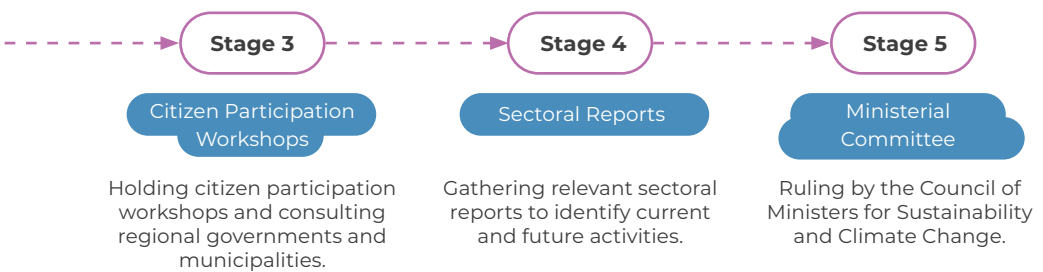 Stage 3
Stage 4
Stage 5
Citizen Participation
Workshops
Sectoral Reports
Ministerial
Committee
Holding citizen participation
workshops and consulting
regional governments and
municipalities.
Gathering relevant sectoral
reports to identify current
and future activities.
Ruling by the Council of
Ministers for Sustainability
and Climate Change.